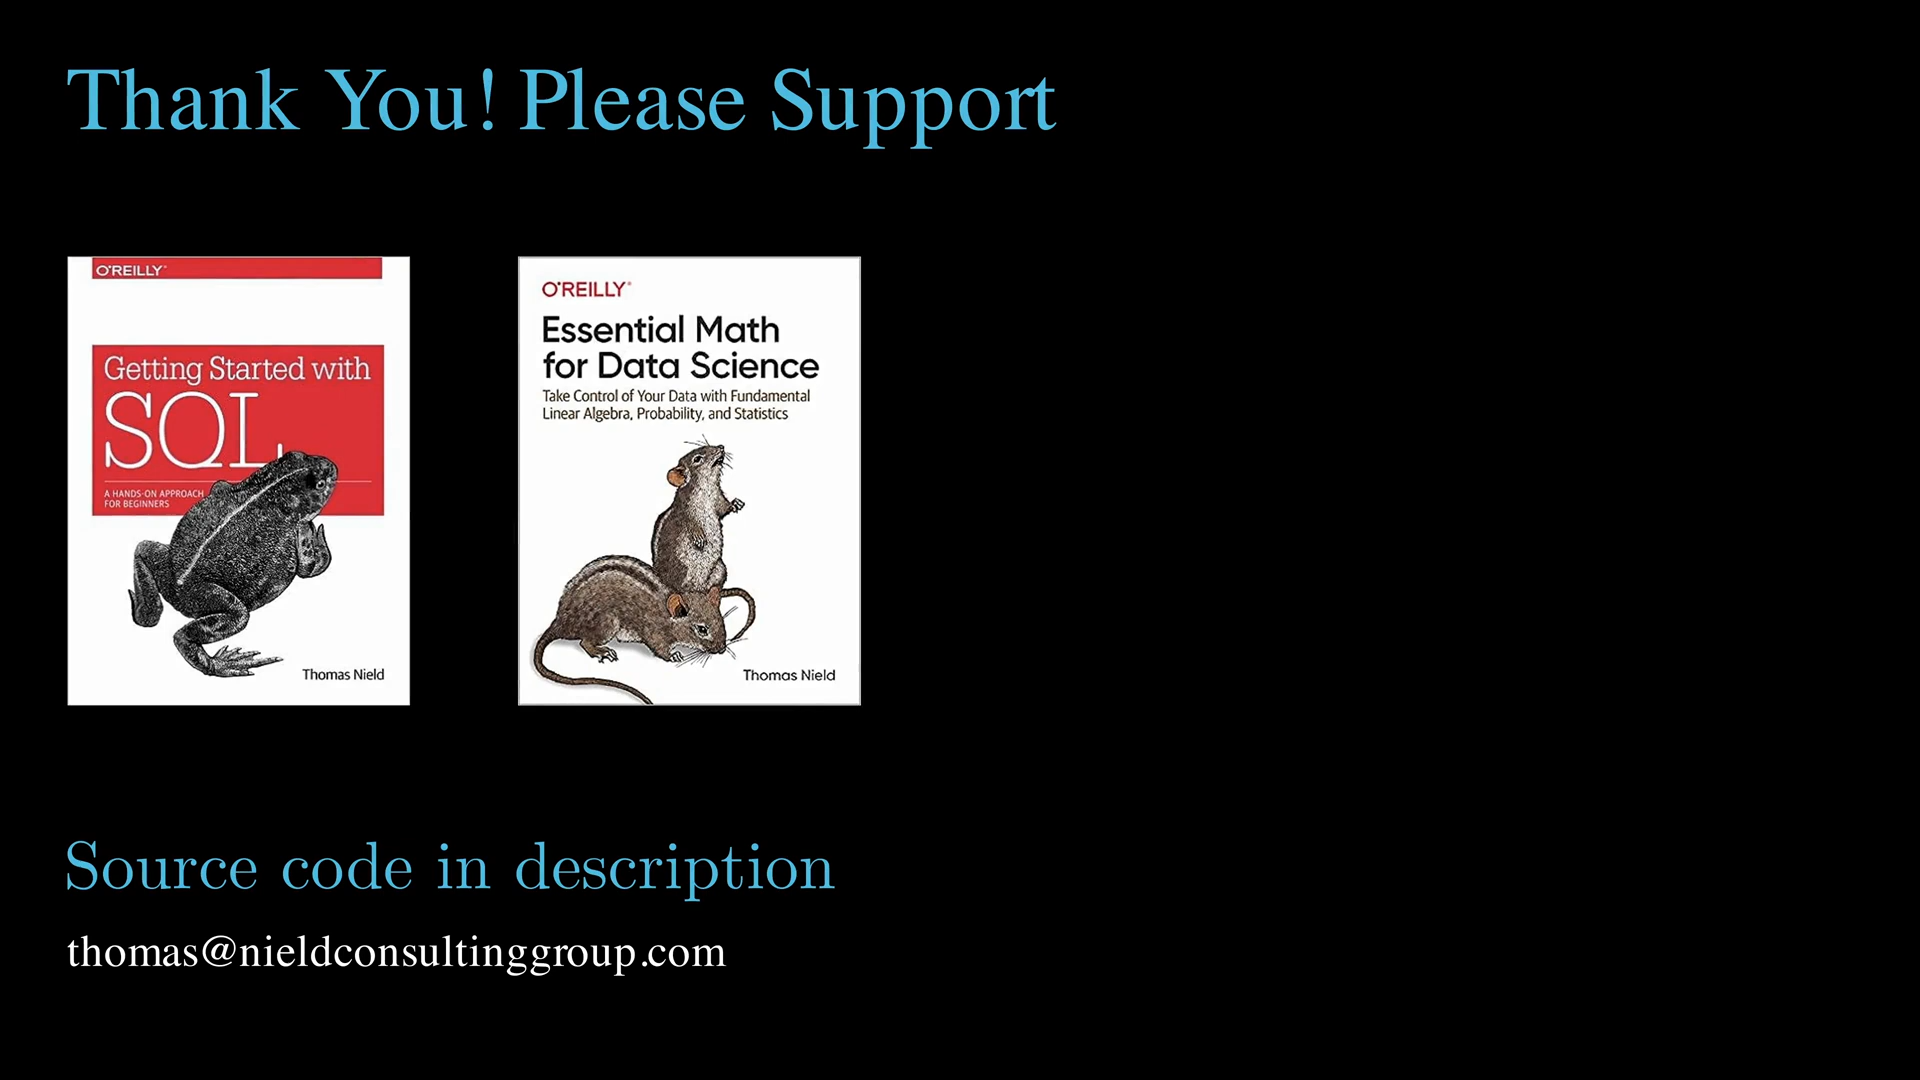 Thank You! Please Support
O'REILLY®
Getting Started with
SQL
A HANDS-ON APPROACH
FOR BEGINNERS
Thomas Nield
O'REILLY®
Essential Math
for Data Science
Take Control of Your Data with Fundamental
Linear Algebra, Probability, and Statistics
Thomas Nield
Source code in description
thomas@nieldconsultinggroup.com